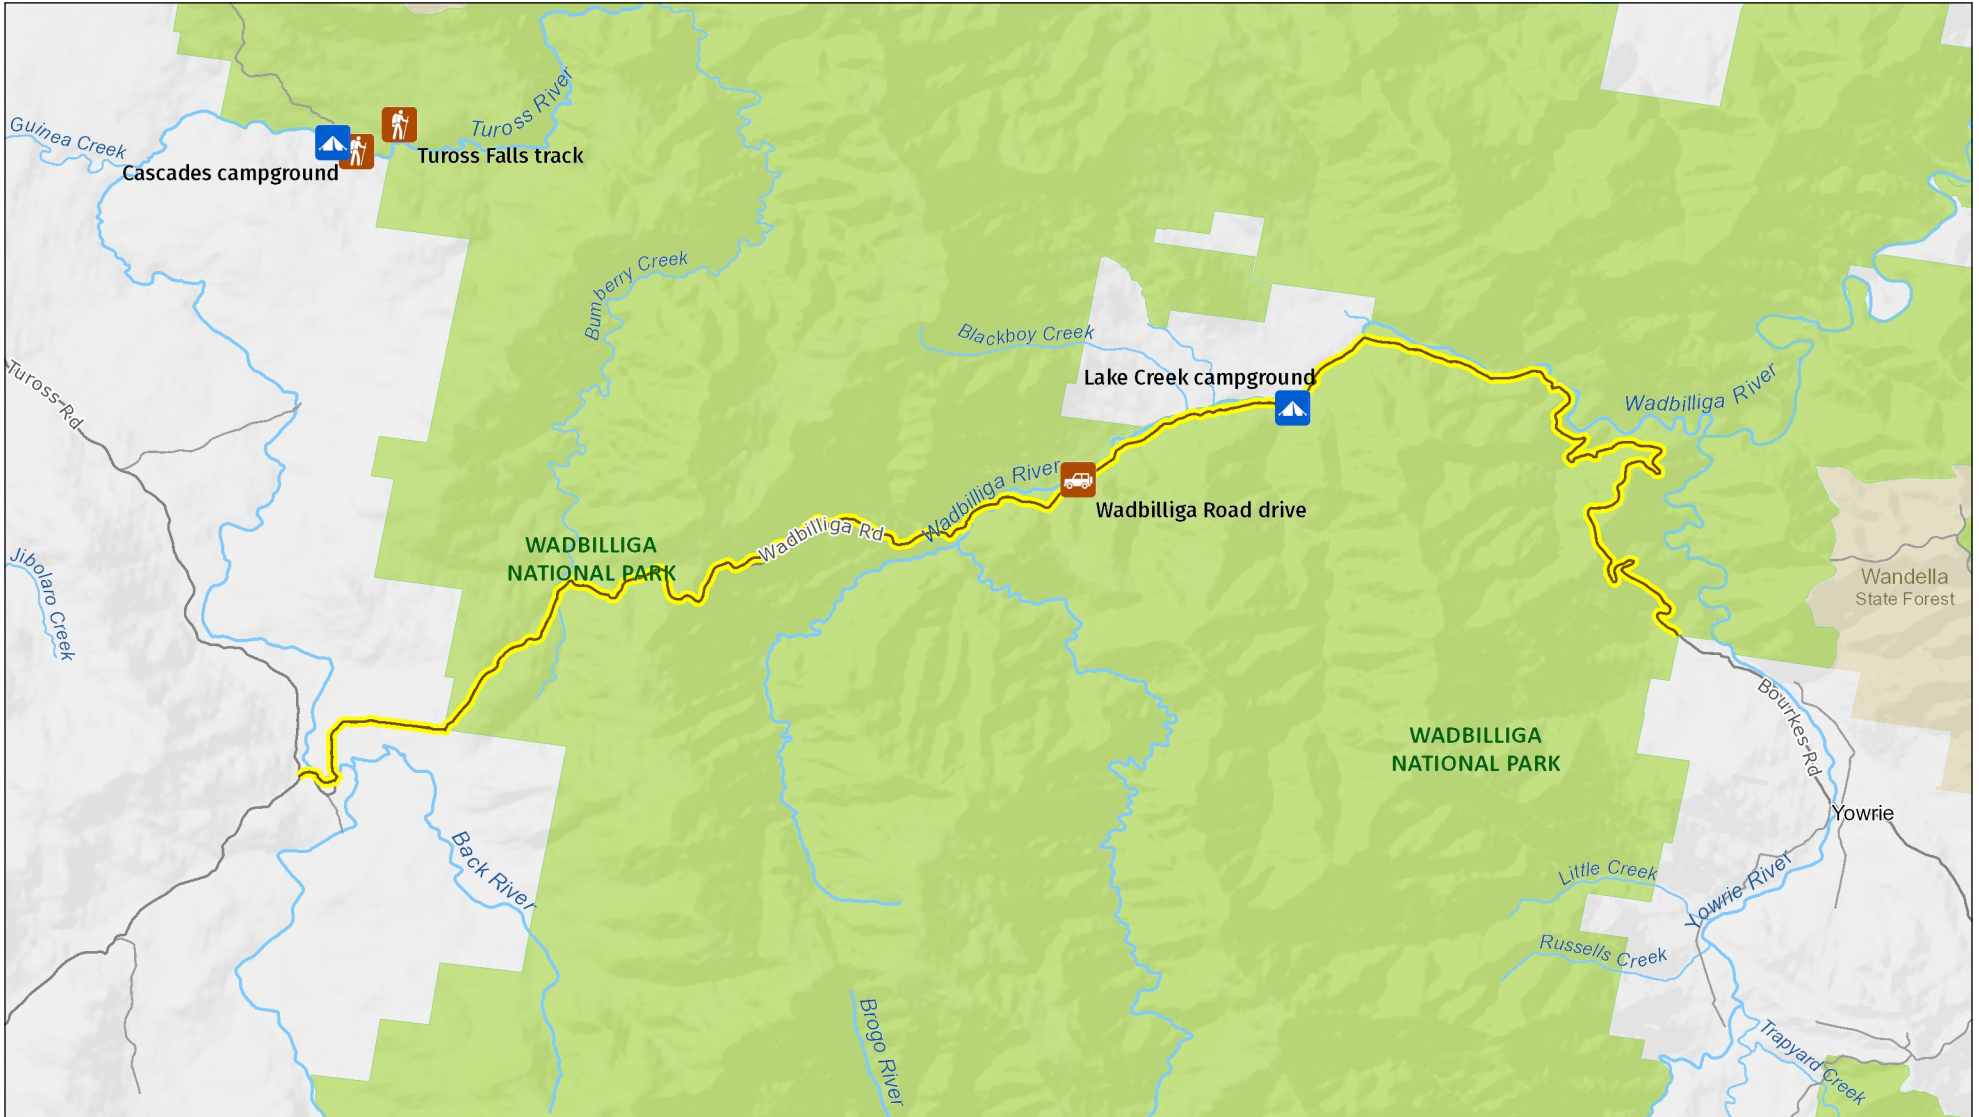 Tuross River
Guinea Creek
Tuross Falls track
Cascades campground
Bumberry Creek
Blackboy Creek
Tuross Rd
Lake Creek campground
Wadbilliga River
Wadbilliga River
Wadbilliga Road drive
Wadbilliga Rd
WADBILLIGA
NATIONAL PARK
Jibolaro Creek
Wandella
State Forest
Bourkes Rd
WADBILLIGA
NATIONAL PARK
Yowrie
Back River
Little Creek
Yowrie River
Russells Creek
Brogo River
Trapyard Creek